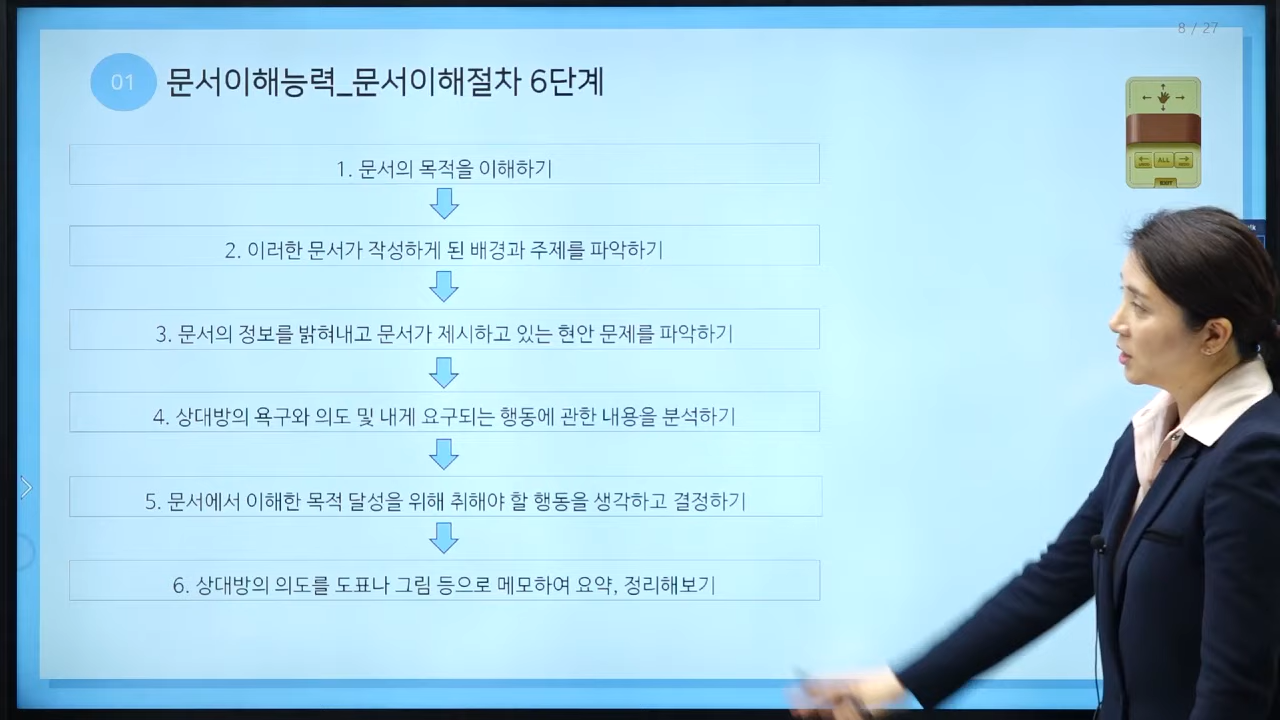 8 / 27
01 문서이해능력_문서이해절차 6단계
1. 문서의 목적을 이해하기
2. 이러한 문서가 작성하게 된 배경과 주제를 파악하기
3. 문서의 정보를 밝혀내고 문서가 제시하고 있는 현안 문제를 파악하기
4. 상대방의 욕구와 의도 및 내게 요구되는 행동에 관한 내용을 분석하기
5. 문서에서 이해한 목적 달성을 위해 취해야 할 행동을 생각하고 결정하기
6. 상대방의 의도를 도표나 그림 등으로 메모하여 요약, 정리해보기
ALL
EXIT